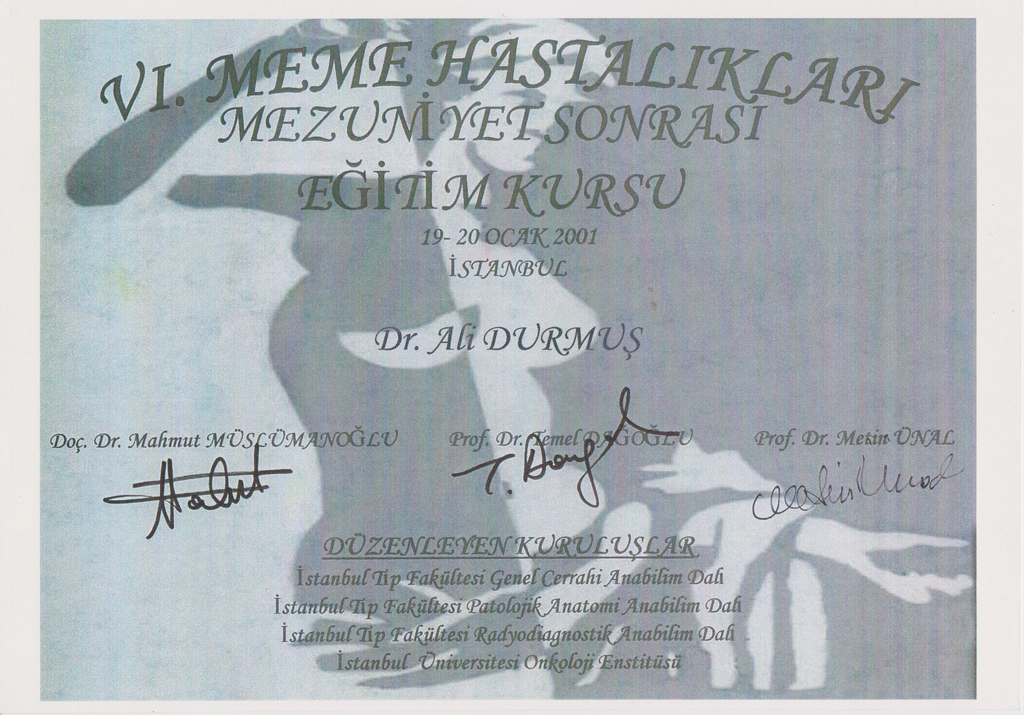 VI. MEME HASTALIKLARI
MEZUNİYET SONRASI
EĞİTİM KURSU
19- 20 OCAK 2001
İSTANBUL
Dr. Ali DURMUŞ
Doç. Dr. Mahmut MÜSLÜMANOĞLU Prof. Dr. Temel DAĞOĞLU Prof. Dr. Metin ÜNAL
DÜZENLEYEN KURULUŞLAR
İstanbul Tıp Fakültesi Genel Cerrahi Anabilim Dalı
İstanbul Tıp Fakültesi Patolojik Anatomi Anabilim Dalı
İstanbul Tıp Fakültesi Radyodiagnostik Anabilim Dalı
İstanbul Üniversitesi Onkoloji Enstitüsü